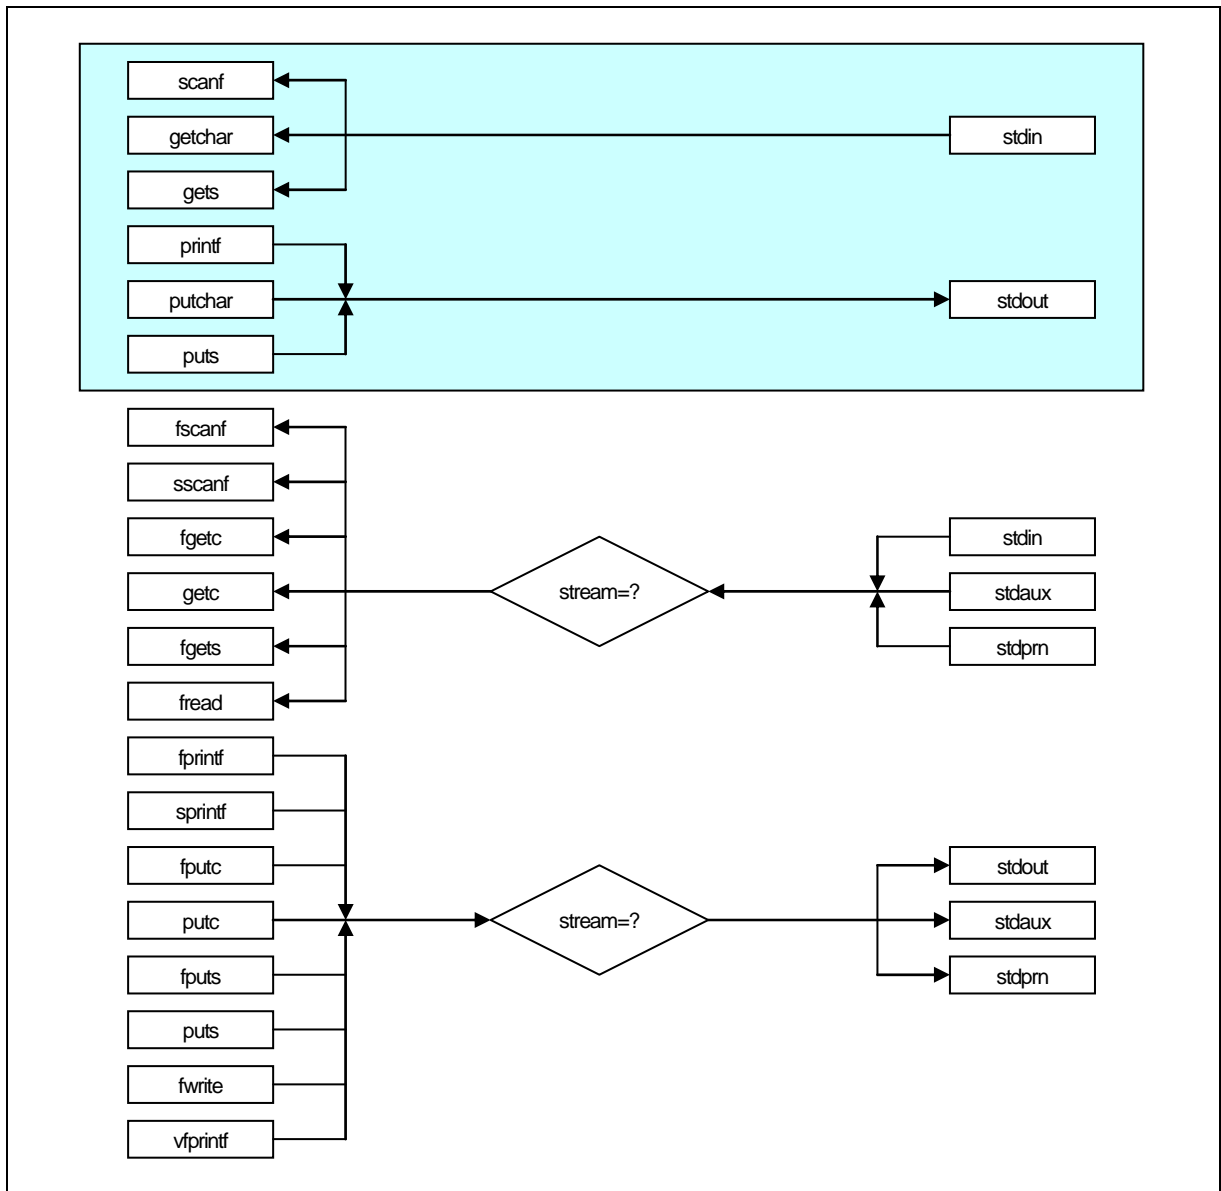 scanf
getchar
stdin
gets
printf
putchar
stdout
puts
fscanf
sscanf
fgetc
stdin
getc
stream=?
stdaux
fgets
stdprn
fread
fprintf
sprintf
fputc
stdout
putc
stream=?
stdaux
fputs
stdprn
puts
fwrite
vfprintf